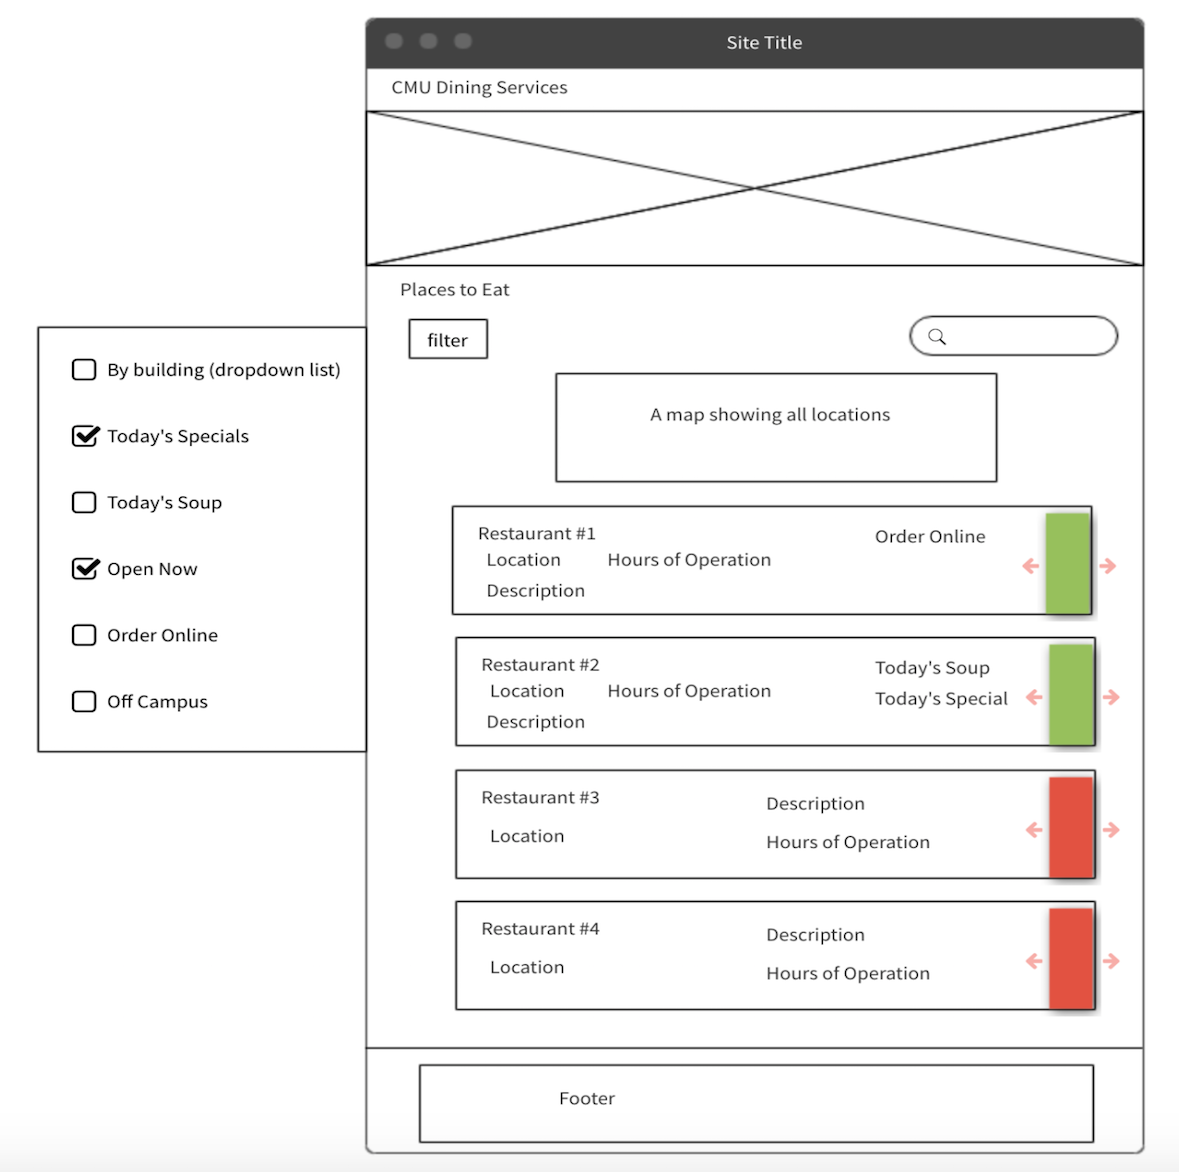 Site Title
CMU Dining Services
Places to Eat
filter
A map showing all locations
By building (dropdown list)
Today's Specials
Today's Soup
Open Now
Order Online
Off Campus
Restaurant #1
Order Online
Location
Hours of Operation
Description
Restaurant #2
Today's Soup
Location
Hours of Operation
Today's Special
Description
Restaurant #3
Description
Location
Hours of Operation
Restaurant #4
Description
Location
Hours of Operation
Footer